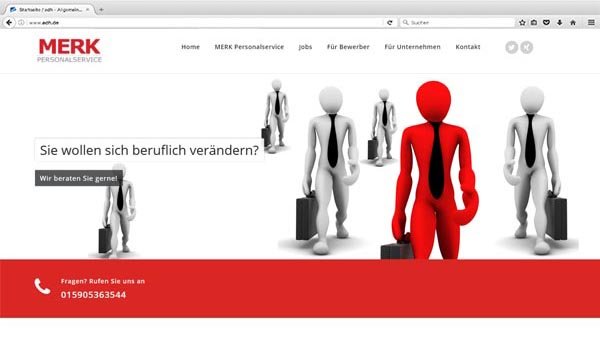 Startseite / adh - Allgemein...
www.adh.de
Suchen
MERK
PERSONALSERVICE
Home MERK Personalservice Jobs Für Bewerber Für Unternehmen Kontakt
Sie wollen sich beruflich verändern?
Wir beraten Sie gerne!
Fragen? Rufen Sie uns an
015905363544